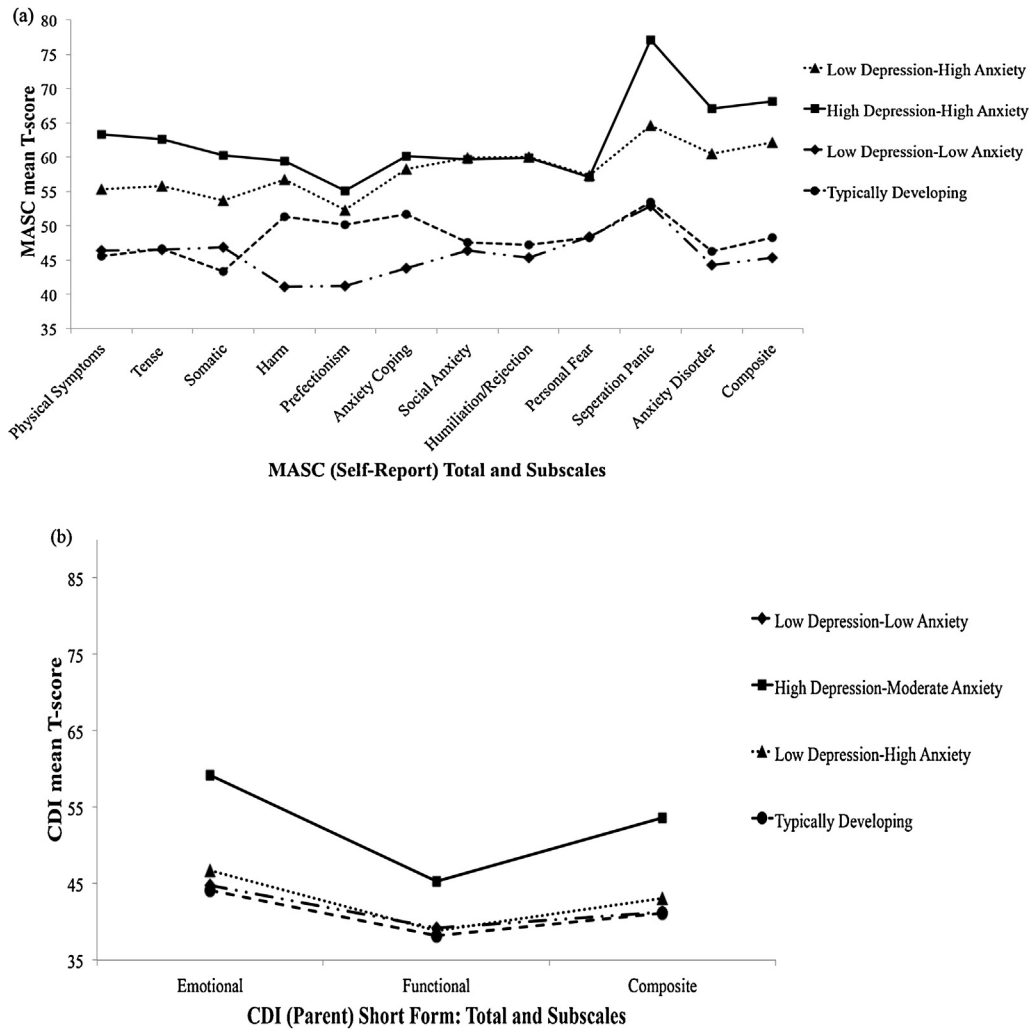 (a)
80
75
70
65
60
55
50
45
40
35
MASC mean T-score
Physical Symptoms
Tense
Somatic
Harm
Prefectionism
Anxiety Coping
Social Anxiety
Humiliation/Rejection
Personal Fear
Seperation Panic
Anxiety Disorder
Composite
MASC (Self-Report) Total and Subscales
Low Depression-High Anxiety
High Depression-High Anxiety
Low Depression-Low Anxiety
Typically Developing
(b)
85
75
65
55
45
35
CDI mean T-score
Emotional
Functional
Composite
CDI (Parent) Short Form: Total and Subscales
Low Depression-Low Anxiety
High Depression-Moderate Anxiety
Low Depression-High Anxiety
Typically Developing